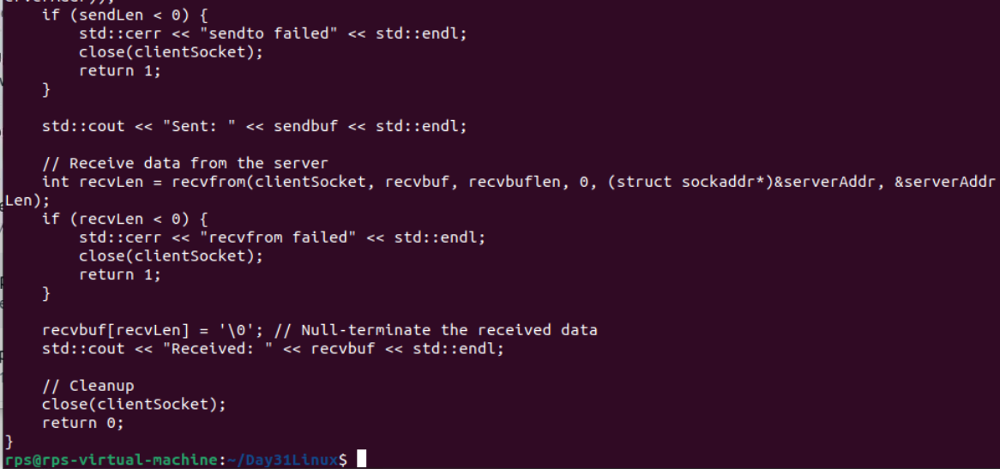 if (sendLen < 0) {
        std::cerr << "sendto failed" << std::endl;
        close(clientSocket);
        return 1;
    }

    std::cout << "Sent: " << sendbuf << std::endl;

    // Receive data from the server
    int recvLen = recvfrom(clientSocket, recvbuf, recvbuflen, 0, (struct sockaddr*)&serverAddr, &serverAddr
Len);
    if (recvLen < 0) {
        std::cerr << "recvfrom failed" << std::endl;
        close(clientSocket);
        return 1;
    }

    recvbuf[recvLen] = '\0'; // Null-terminate the received data
    std::cout << "Received: " << recvbuf << std::endl;

    // Cleanup
    close(clientSocket);
    return 0;
}
rps@rps-virtual-machine:~/Day31Linux$